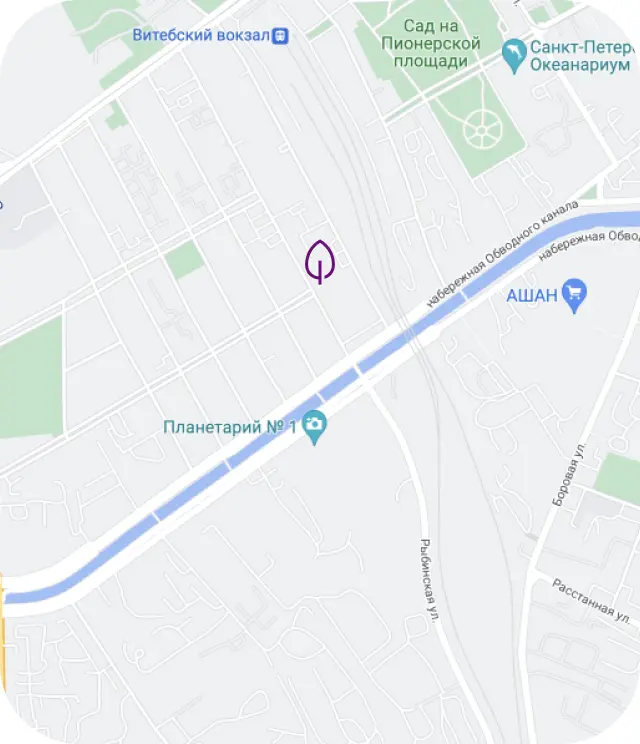 Витебский вокзал
Сад на
Пионерской
площади
Санкт-Петер
Океанариум
набережная Обводного канала
набережная Обво
АШАН
Планетарий № 1
Боровая ул.
Рыбинская ул.
Расстанная ул.